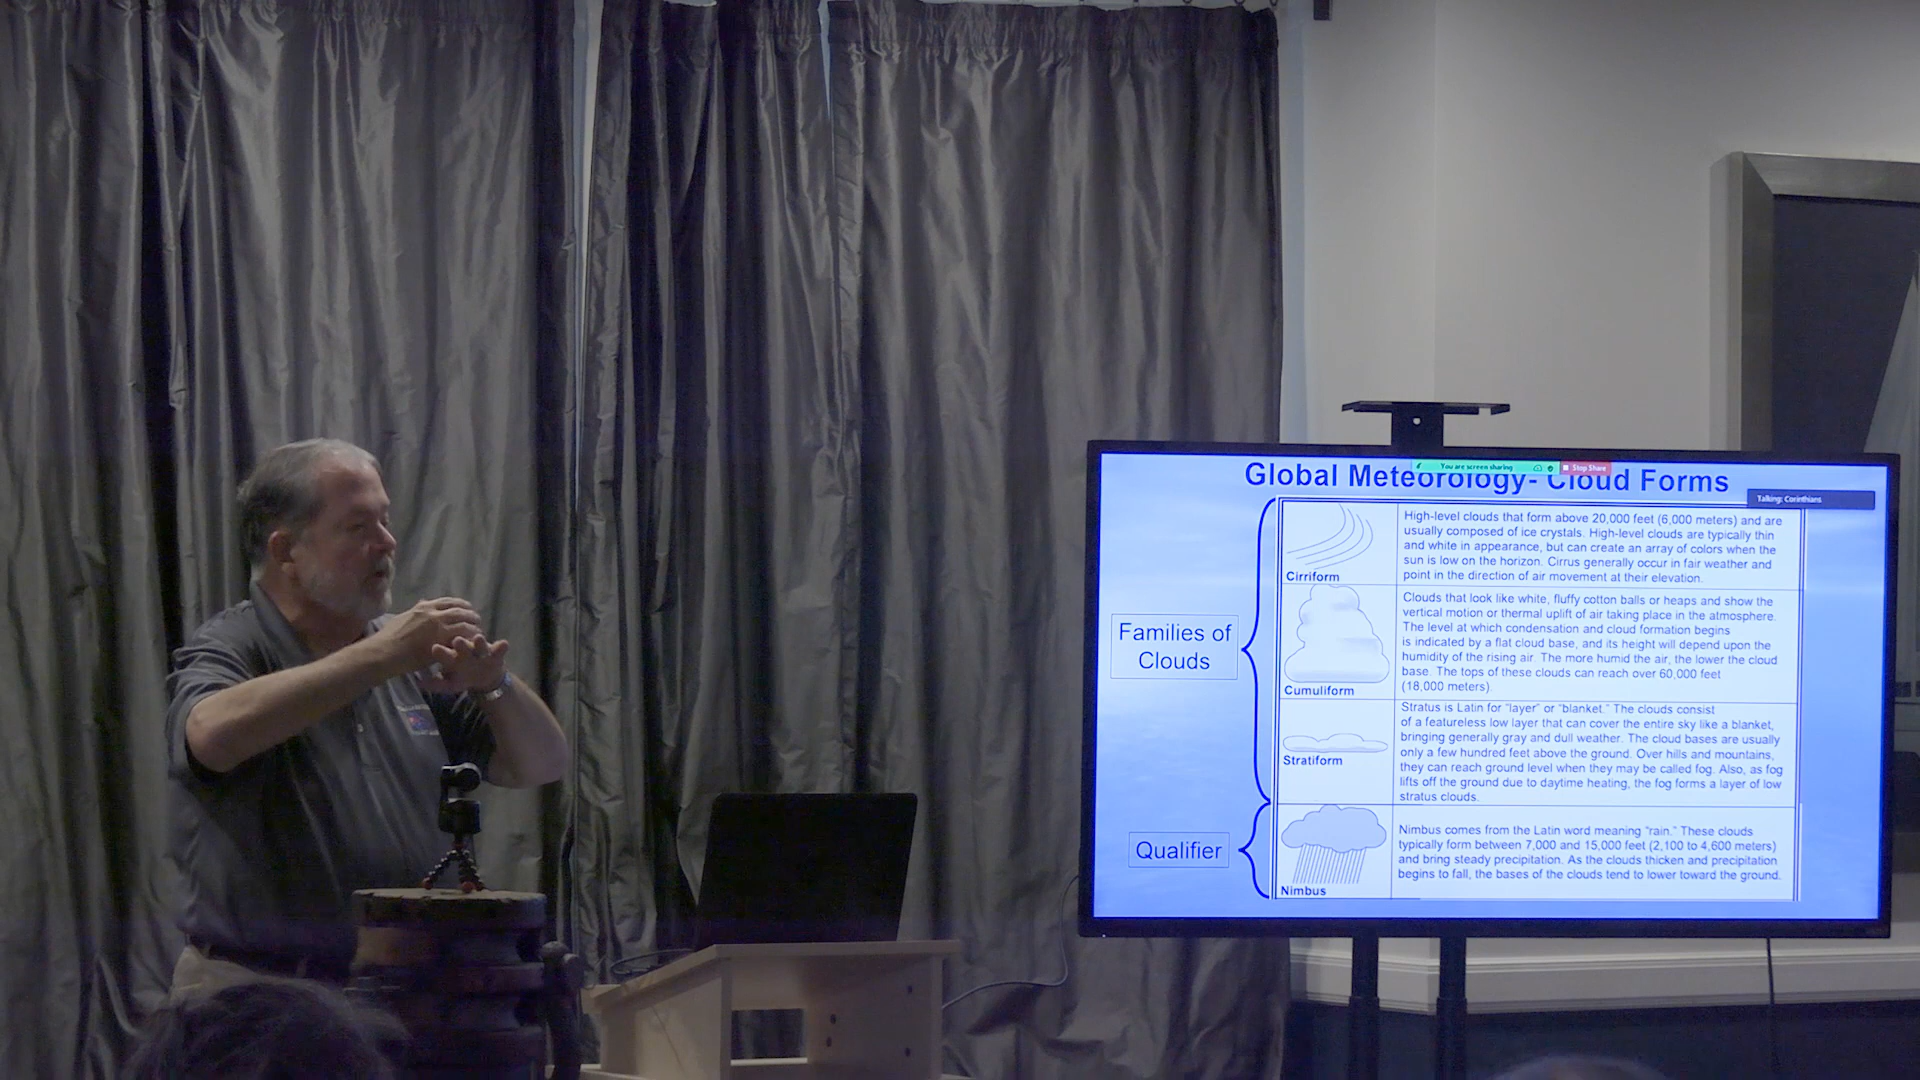 You are screen sharing
Stop Share
Global Meteorology- Cloud Forms
Talking: Corinthians
Families of
Clouds
Cirriform
High-level clouds that form above 20,000 feet (6,000 meters) and are
usually composed of ice crystals. High-level clouds are typically thin
and white in appearance, but can create an array of colors when the
sun is low on the horizon. Cirrus generally occur in fair weather and
point in the direction of air movement at their elevation.
Cumuliform
Clouds that look like white, fluffy cotton balls or heaps and show the
vertical motion or thermal uplift of air taking place in the atmosphere.
The level at which condensation and cloud formation begins
is indicated by a flat cloud base, and its height will depend upon the
humidity of the rising air. The more humid the air, the lower the cloud
base. The tops of these clouds can reach over 60,000 feet
(18,000 meters).
Stratiform
Stratus is Latin for “layer” or “blanket.” The clouds consist
of a featureless low layer that can cover the entire sky like a blanket,
bringing generally gray and dull weather. The cloud bases are usually
only a few hundred feet above the ground. Over hills and mountains,
they can reach ground level when they may be called fog. Also, as fog
lifts off the ground due to daytime heating, the fog forms a layer of low
stratus clouds.
Qualifier
Nimbus
Nimbus comes from the Latin word meaning “rain.” These clouds
typically form between 7,000 and 15,000 feet (2,100 to 4,600 meters)
and bring steady precipitation. As the clouds thicken and precipitation
begins to fall, the bases of the clouds tend to lower toward the ground.